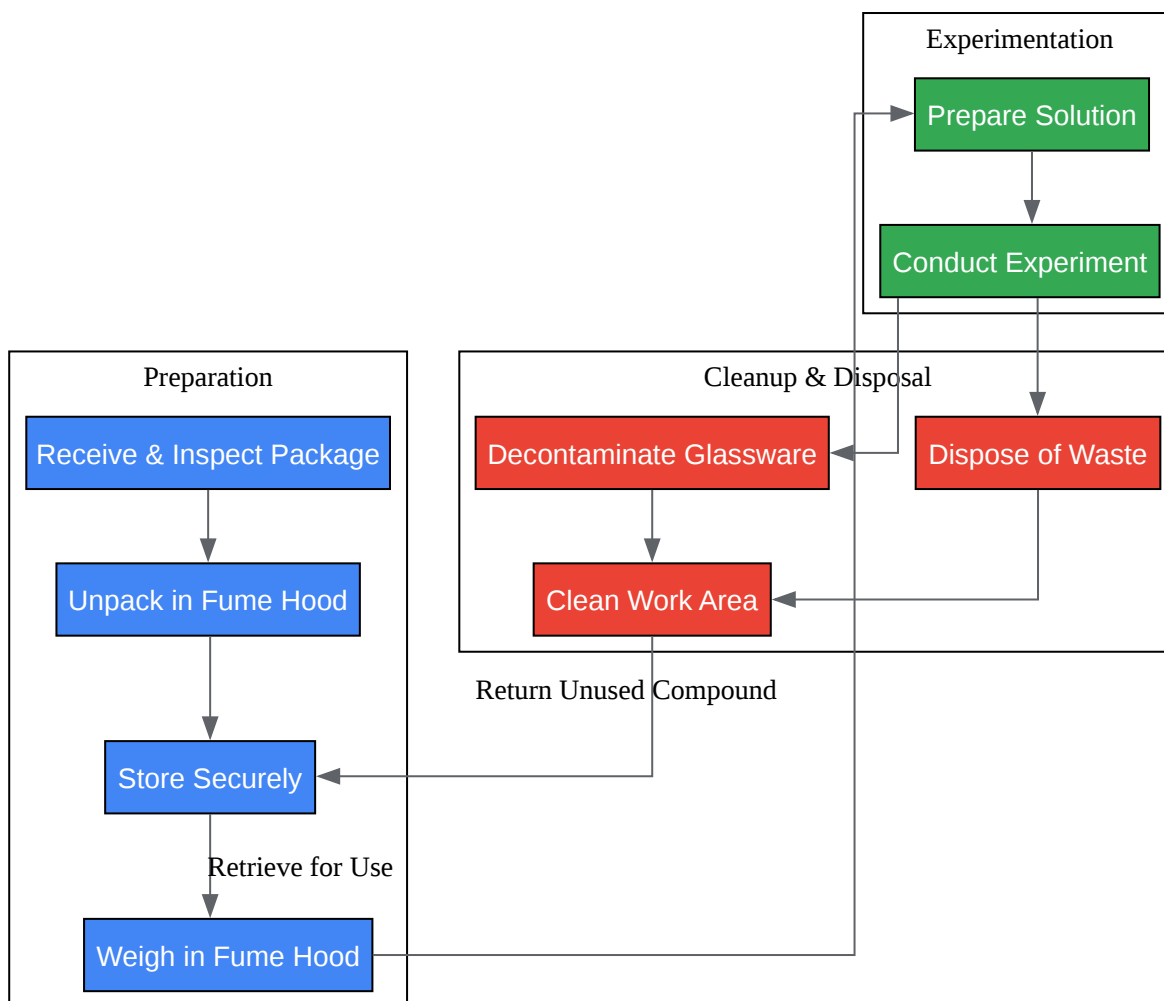 Experimentation
Prepare Solution
Conduct Experiment
Preparation
Receive & Inspect Package
Unpack in Fume Hood
Store Securely
Retrieve for Use
Weigh in Fume Hood
Cleanup & Disposal
Decontaminate Glassware
Dispose of Waste
Clean Work Area
Return Unused Compound